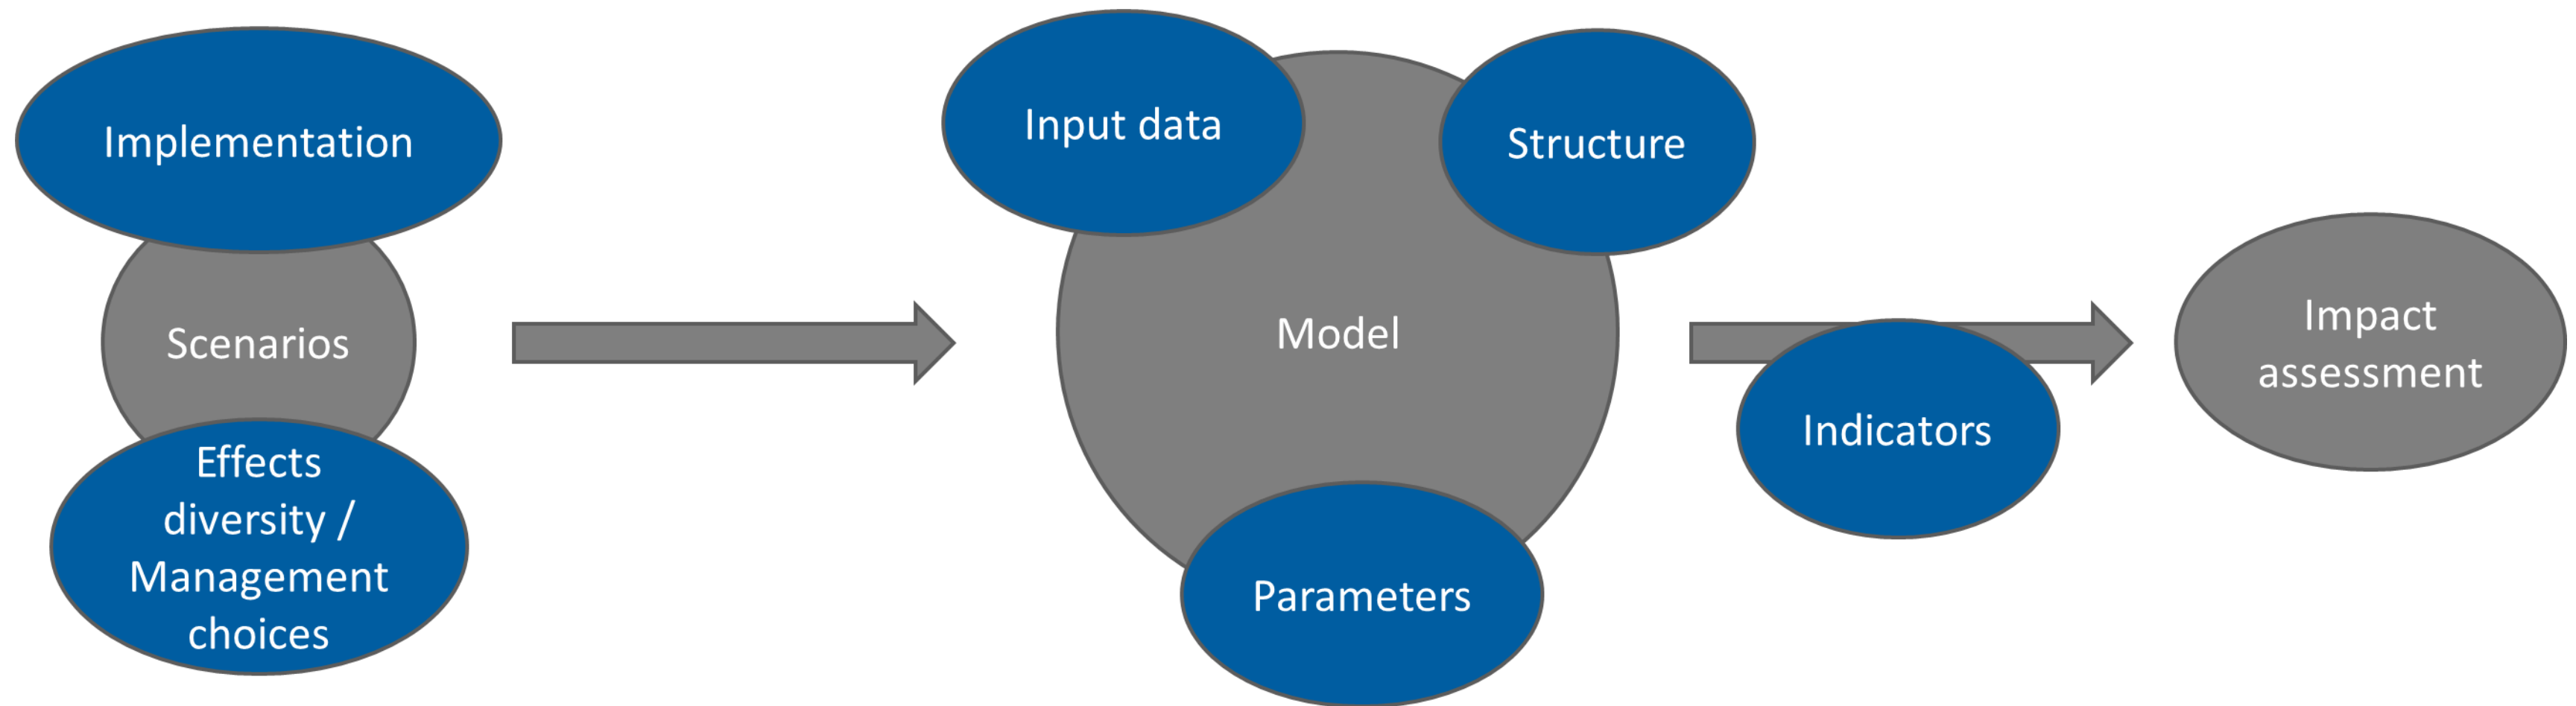 Implementation
Scenarios
Effects
diversity /
Management
choices
Input data
Structure
Model
Parameters
Indicators
Impact
assessment